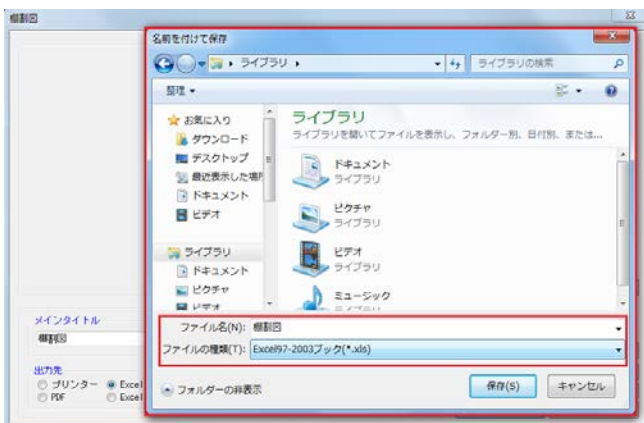 棚割図
名前を付けて保存
ライブラリ
ライブラリの検索
整理
お気に入り
ダウンロード
デスクトップ
最近表示した場所
ドキュメント
ビデオ
ライブラリ
ドキュメント
ピクチャ
ビデオ
ライブラリ
ライブラリを開いてファイルを表示し、フォルダー別、日付別、または...
ドキュメント
ライブラリ
ピクチャ
ライブラリ
ビデオ
ライブラリ
ミュージック
ライブラリ
ファイル名(N): 棚割図
ファイルの種類(T): Excel97-2003ブック(*.xls)
フォルダーの非表示
保存(S)
キャンセル
メインタイトル
棚割図
出力先
プリンター
Excel
PDF
Excel